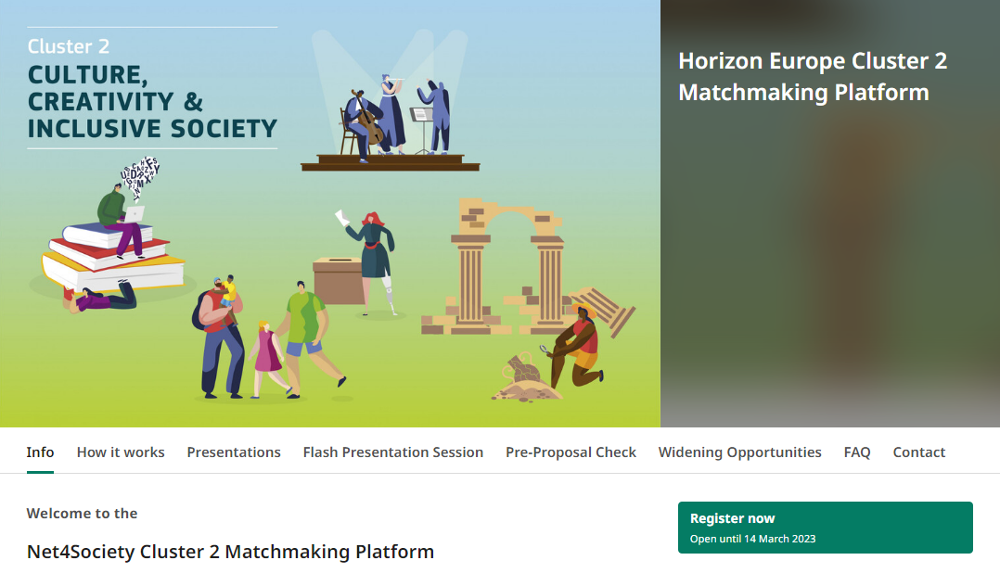 Cluster 2
CULTURE,
CREATIVITY &
INCLUSIVE SOCIETY
Horizon Europe Cluster 2
Matchmaking Platform
Info
How it works
Presentations
Flash Presentation Session
Pre-Proposal Check
Widening Opportunities
FAQ
Contact
Welcome to the
Net4Society Cluster 2 Matchmaking Platform
Register now
Open until 14 March 2023